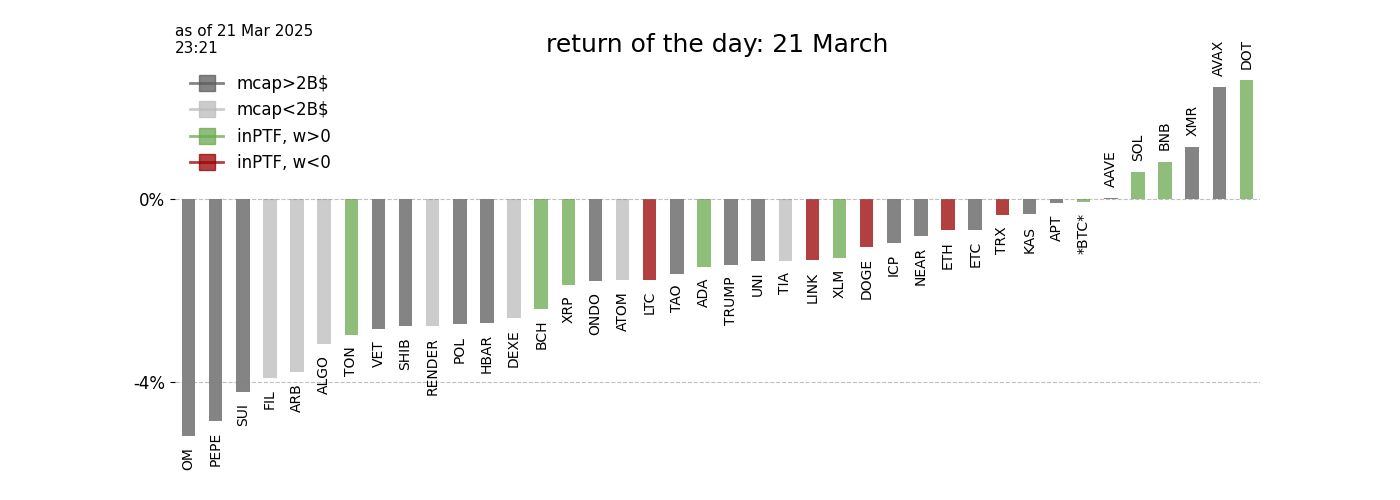 as of 21 Mar 2025
23:21
return of the day: 21 March
mcap>2B$
mcap<2B$
inPTF, w>0
inPTF, w<0
0%
-4%
OM
PEPE
SUI
FIL
ARB
ALGO
TON
VET
SHIB
RENDER
POL
HBAR
DEXE
BCH
XRP
ONDO
ATOM
LTC
TAO
ADA
TRUMP
UNI
TIA
LINK
XLM
DOGE
ICP
NEAR
ETH
ETC
TRX
KAS
APT
*BTC*
AAVE
SOL
BNB
XMR
AVAX
DOT